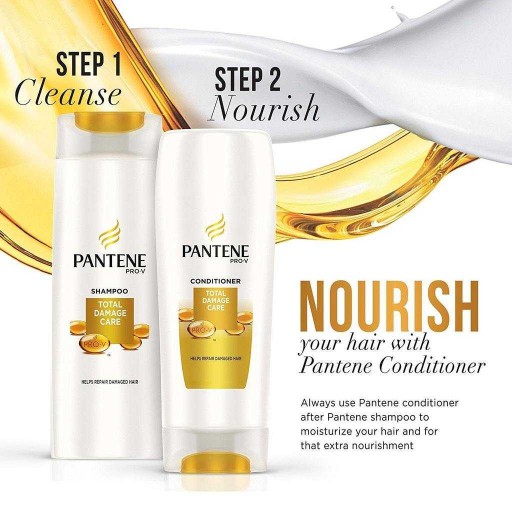 STEP 1
Cleanse
STEP 2
Nourish
PANTENE
PRO-V
SHAMPOO
TOTAL
DAMAGE
CARE
PRO-V
HELPS REPAIR DAMAGED HAIR
PANTENE
PRO-V
CONDITIONER
TOTAL
DAMAGE
CARE
PRO-V
HELPS REPAIR DAMAGED HAIR
NOURISH
your hair with
Pantene Conditioner
Always use Pantene conditioner
after Pantene shampoo to
moisturize your hair and for
that extra nourishment